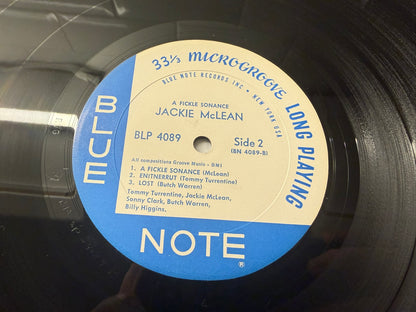 33⅓ MICROGROOVE LONG PLAYING
BLUE NOTE RECORDS INC • NEW YORK USA
A FICKLE SONANCE
JACKIE McLEAN
BLP 4089
Side 2
(BN 4089-B)
All compositions Groove Music - BMI
1. A FICKLE SONANCE (McLean)
2. ENITNERRUT (Tommy Turrentine)
3. LOST (Butch Warren)
Tommy Turrentine, Jackie McLean,
Sonny Clark, Butch Warren,
Billy Higgins.
BLUE
NOTE
®